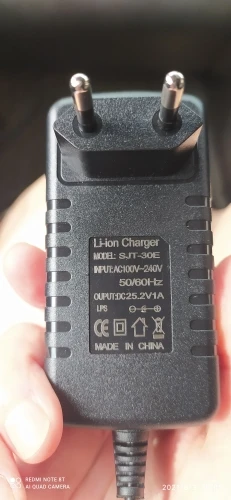 Li-ion Charger
MODEL: SJT-30E
INPUT:AC100V-240V
50/60Hz
OUPUT:DC25.2V1A
LPS
CE
MADE IN CHINA
REDMI NOTE 8T
AI QUAD CAMERA